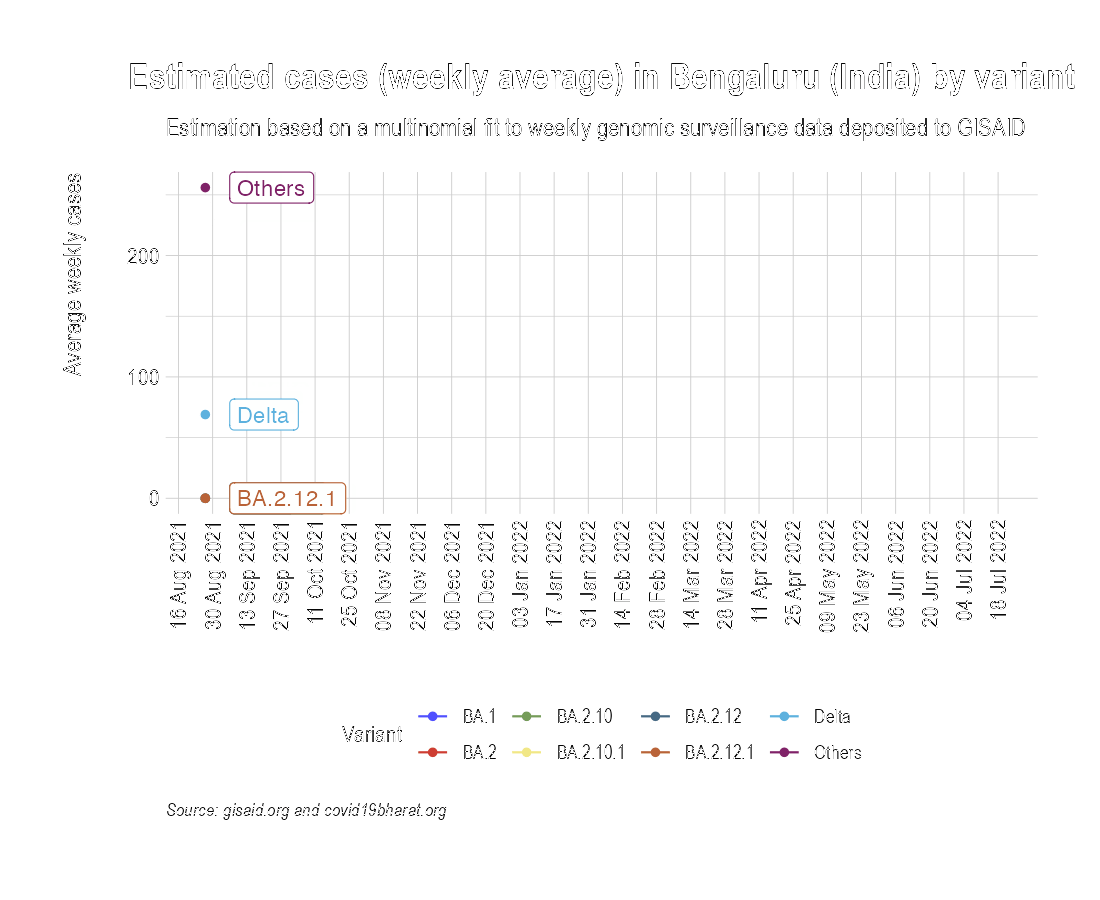 Estimated cases (weekly average) in Bengaluru (India) by variant
Estimation based on a multinomial fit to weekly genomic surveillance data deposited to GISAID
Average weekly cases
Others
200
100
Delta
0
BA.2.12.1
16 Aug 2021
30 Aug 2021
13 Sep 2021
27 Sep 2021
11 Oct 2021
25 Oct 2021
08 Nov 2021
22 Nov 2021
06 Dec 2021
20 Dec 2021
03 Jan 2022
17 Jan 2022
31 Jan 2022
14 Feb 2022
28 Feb 2022
14 Mar 2022
28 Mar 2022
11 Apr 2022
25 Apr 2022
09 May 2022
23 May 2022
06 Jun 2022
20 Jun 2022
04 Jul 2022
18 Jul 2022
Variant
BA.1
BA.2.10
BA.2.12
Delta
BA.2
BA.2.10.1
BA.2.12.1
Others
Source: gisaid.org and covid19bharat.org